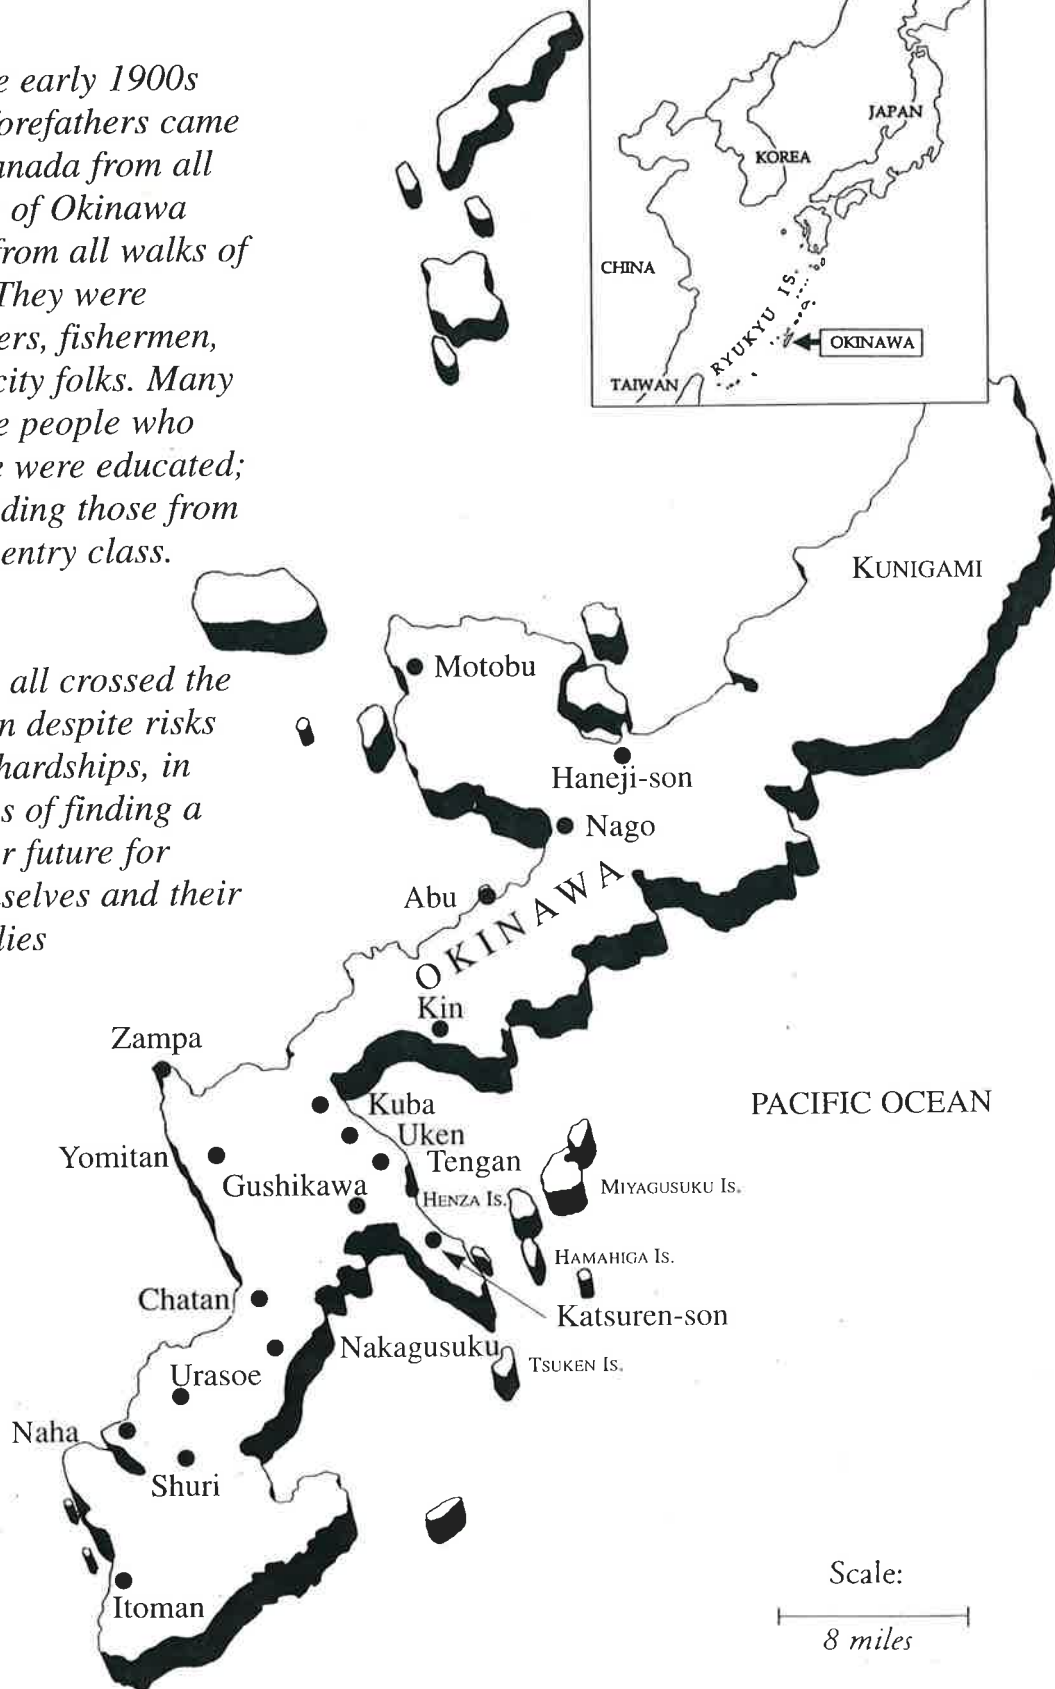 e early 1900s
forefathers came
anada from all
of Okinawa
from all walks of
They were
ers, fishermen,
city folks. Many
e people who
e were educated;
ding those from
entry class.
all crossed the
n despite risks
hardships, in
s of finding a
r future for
selves and their
lies
JAPAN
KOREA
CHINA
RYUKYU IS.
OKINAWA
TAIWAN
KUNIGAMI
Motobu
Haneji-son
Nago
Abu
OKINAWA
Kin
Zampa
PACIFIC OCEAN
Kuba
Uken
Yomitan
Tengan
Gushikawa
HENZA IS.
MIYAGUSUKU IS.
HAMAHIGA IS.
Chatan
Katsuren-son
Nakagusuku
TSUKEN IS.
Urasoe
Naha
Shuri
Scale:
Itoman
8 miles